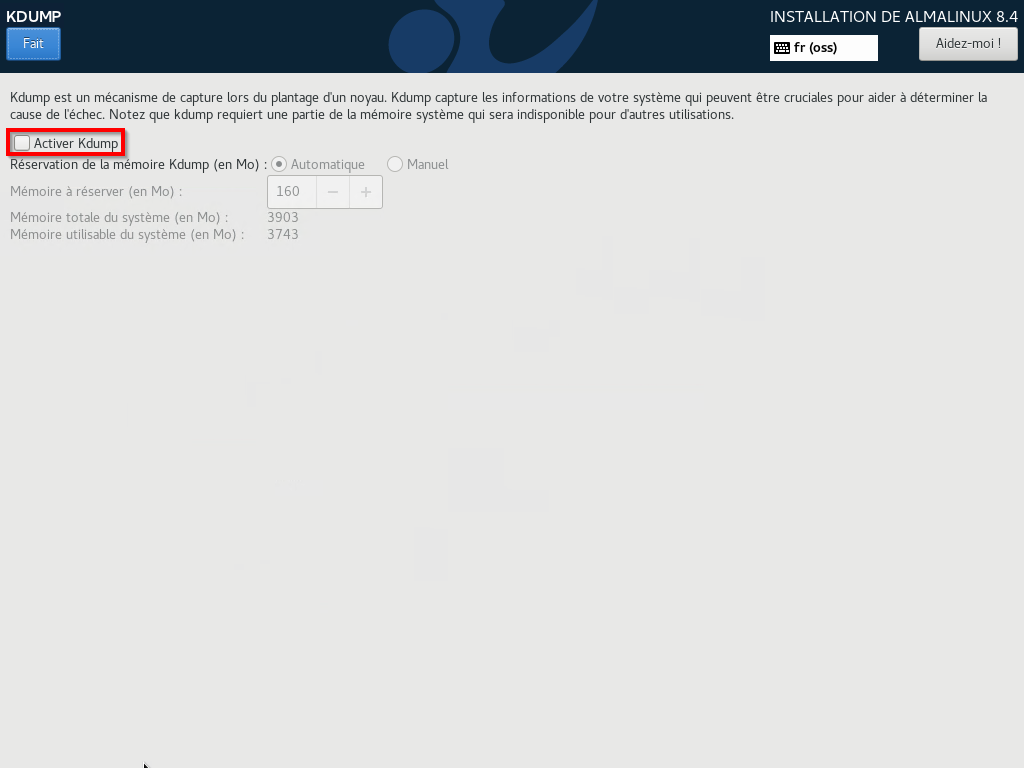 KDUMP
INSTALLATION DE ALMALINUX 8.4
Fait
fr (oss)
Aidez-moi !
Kdump est un mécanisme de capture lors du plantage d'un noyau. Kdump capture les informations de votre système qui peuvent être cruciales pour aider à déterminer la
cause de l'échec. Notez que kdump requiert une partie de la mémoire système qui sera indisponible pour d'autres utilisations.
Activer Kdump
Réservation de la mémoire Kdump (en Mo) : Automatique Manuel
Mémoire à réserver (en Mo) : 160 − +
Mémoire totale du système (en Mo) : 3903
Mémoire utilisable du système (en Mo) : 3743